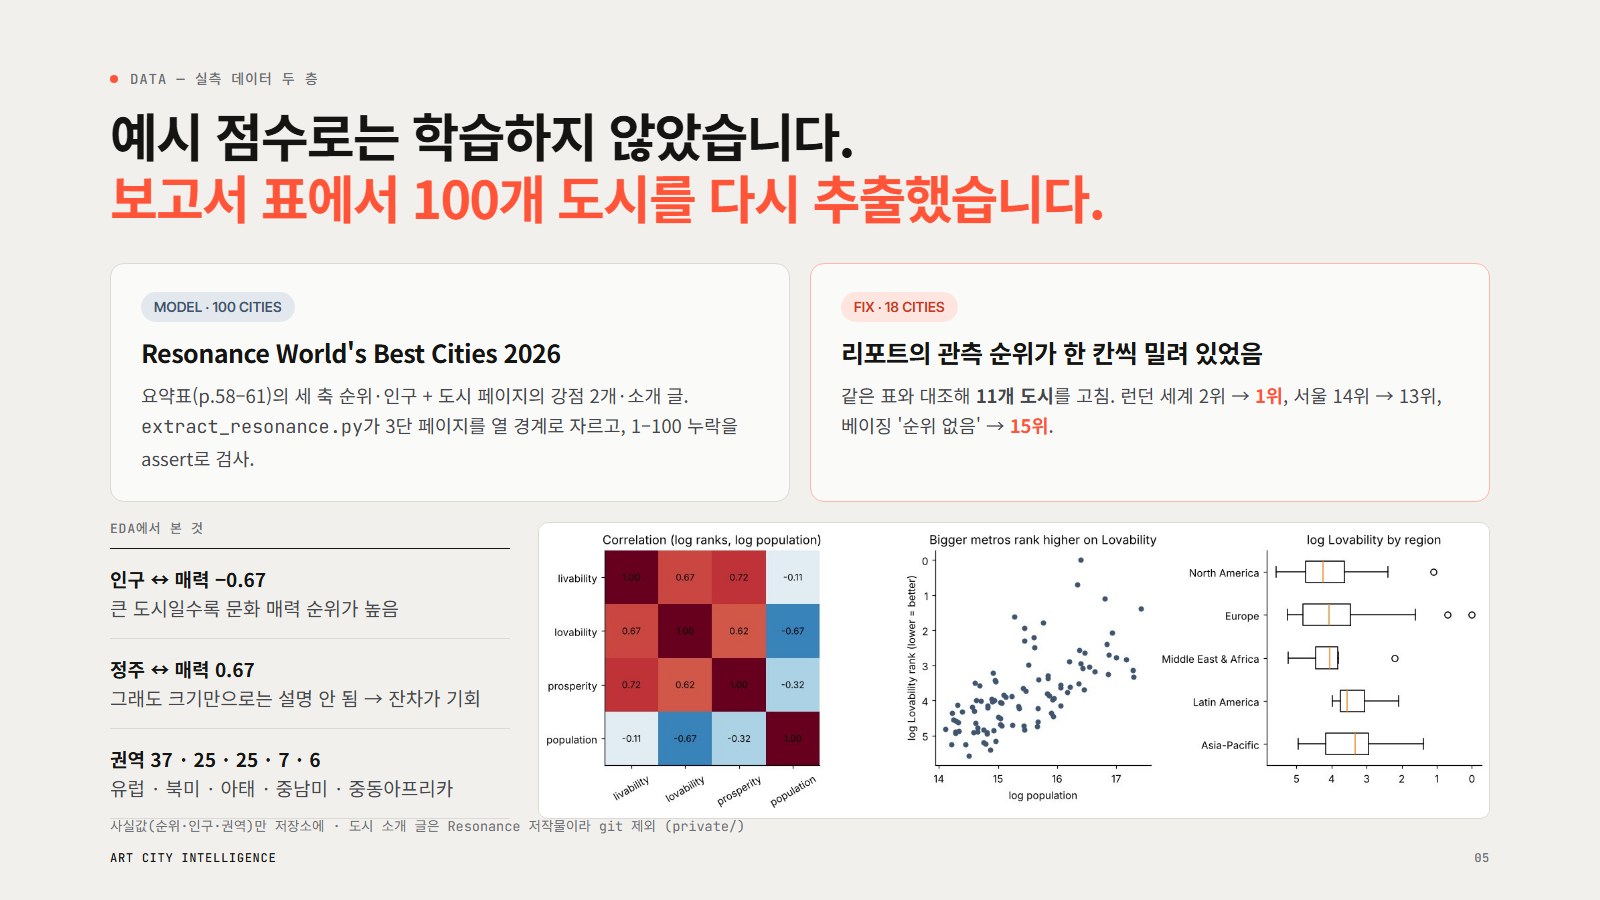 DATA — 실측 데이터 두 층
예시 점수로는 학습하지 않았습니다.
보고서 표에서 100개 도시를 다시 추출했습니다.
MODEL · 100 CITIES
Resonance World's Best Cities 2026
요약표(p.58–61)의 세 축 순위·인구 + 도시 페이지의 강점 2개·소개 글.
extract_resonance.py가 3단 페이지를 열 경계로 자르고, 1–100 누락을
assert로 검사.
FIX · 18 CITIES
리포트의 관측 순위가 한 칸씩 밀려 있었음
같은 표와 대조해 11개 도시를 고침. 런던 세계 2위 → 1위, 서울 14위 → 13위,
베이징 '순위 없음' → 15위.
EDA에서 본 것
인구 ↔ 매력 −0.67
큰 도시일수록 문화 매력 순위가 높음
정주 ↔ 매력 0.67
그래도 크기만으로는 설명 안 됨 → 잔차가 기회
권역 37 · 25 · 25 · 7 · 6
유럽 · 북미 · 아태 · 중남미 · 중동아프리카
Correlation (log ranks, log population)
livability 1.00 0.67 0.72 -0.11
lovability 0.67 1.00 0.62 -0.67
prosperity 0.72 0.62 1.00 -0.32
population -0.11 -0.67 -0.32 1.00
livability lovability prosperity population
Bigger metros rank higher on Lovability
log Lovability rank (lower = better)
0
1
2
3
4
5
14 15 16 17
log population
log Lovability by region
North America
Europe
Middle East & Africa
Latin America
Asia-Pacific
5 4 3 2 1 0
사실값(순위·인구·권역)만 저장소에 · 도시 소개 글은 Resonance 저작물이라 git 제외 (private/)
ART CITY INTELLIGENCE
05